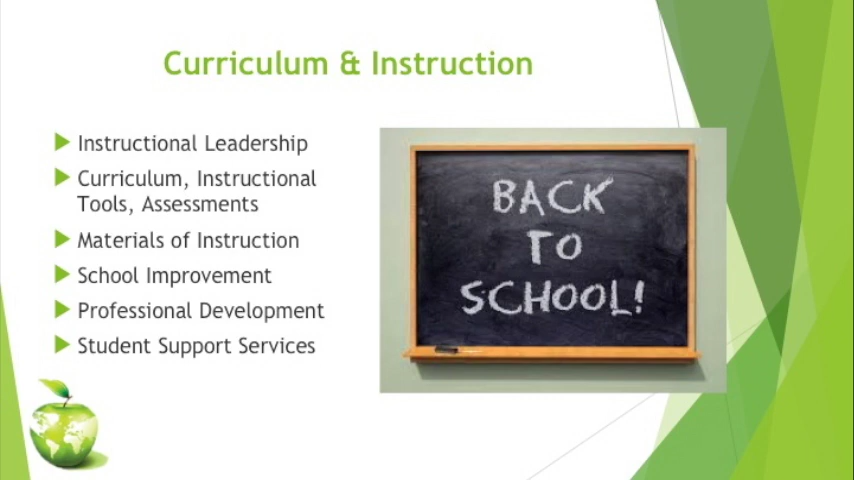 Curriculum & Instruction
Instructional Leadership
Curriculum, Instructional
Tools, Assessments
Materials of Instruction
School Improvement
Professional Development
Student Support Services
BACK
TO
SCHOOL!